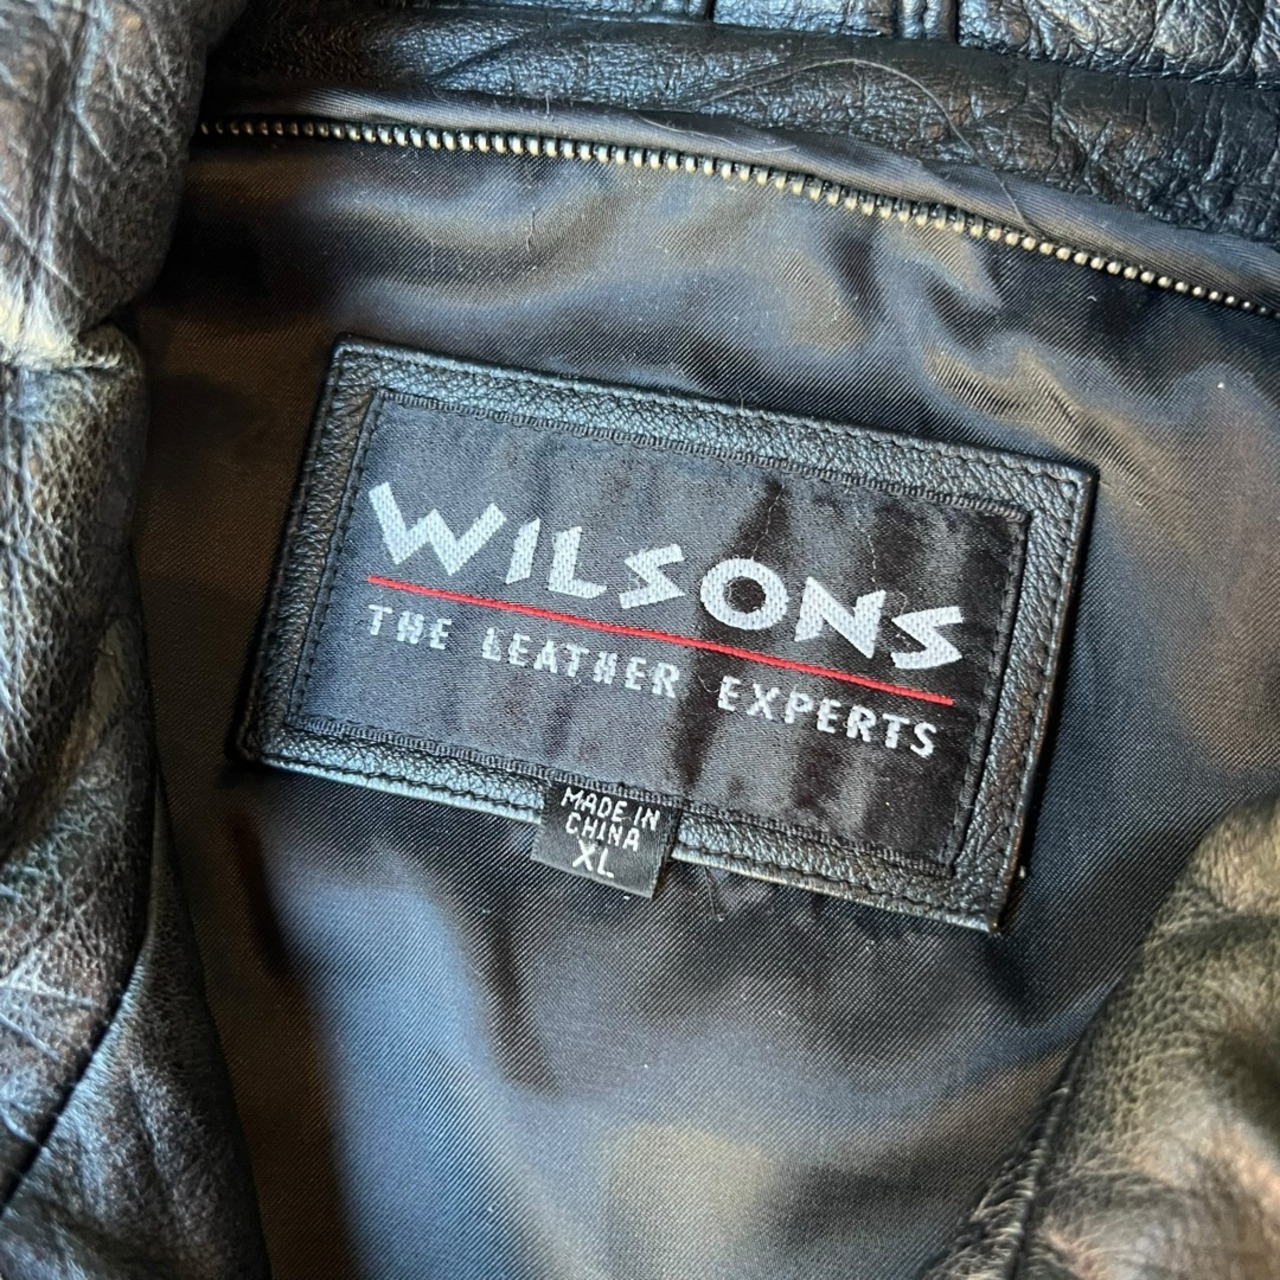 WILSONS
THE LEATHER EXPERTS
MADE IN
CHINA
XL